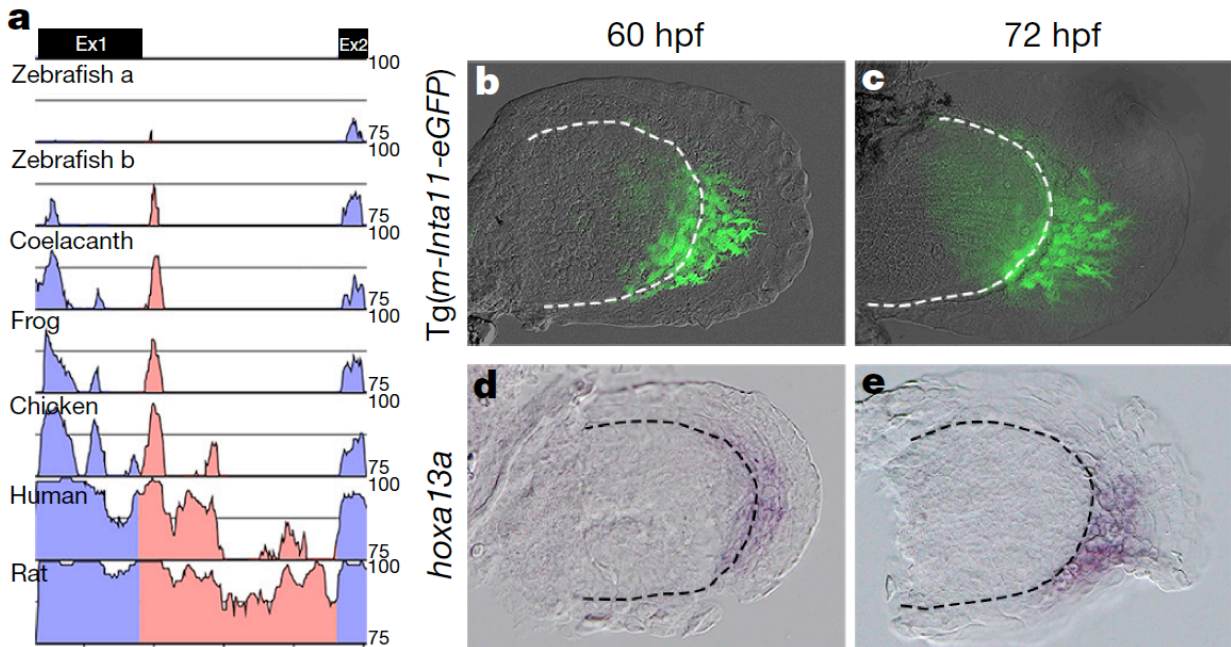 a
Ex1 Ex2
100
Zebrafish a
75
100
Zebrafish b
75
100
Coelacanth
75
100
Frog
75
100
Chicken
75
100
Human
75
100
Rat
75
60 hpf 72 hpf
Tg(m-Inta11-eGFP)
b c
hoxa13a
d e